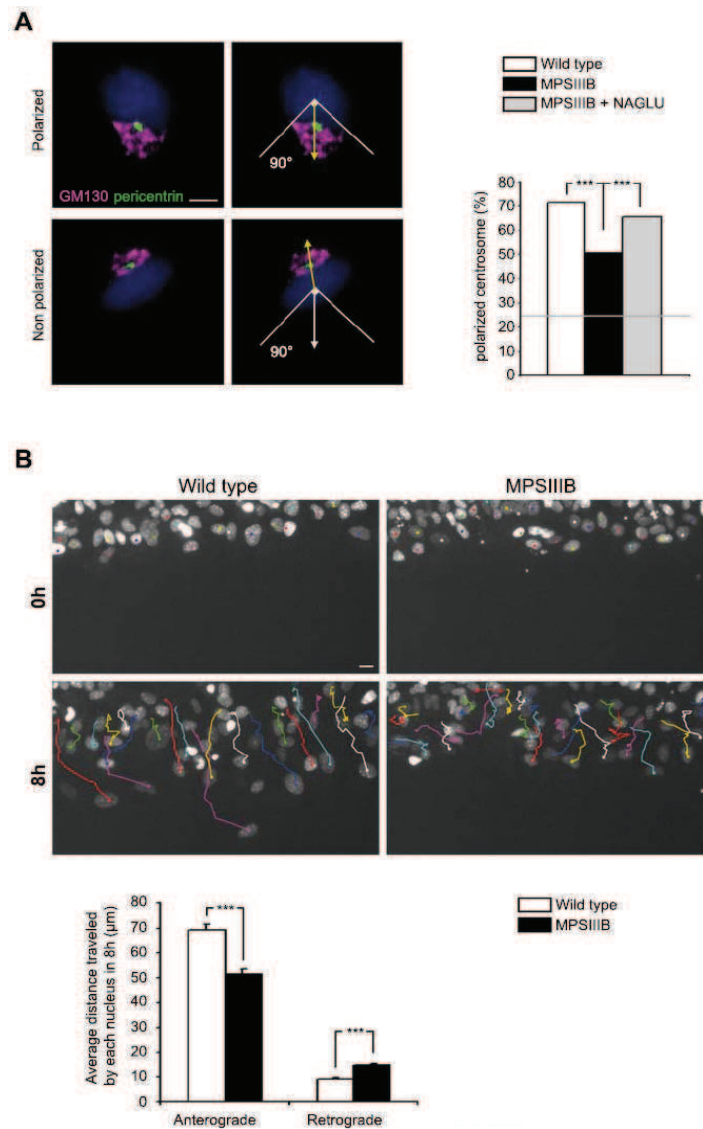 A
Polarized
GM130 pericentrin
90°
Non polarized
90°
Wild type
MPSIIIB
MPSIIIB + NAGLU
polarized centrosome (%)
80
70
60
50
40
30
20
10
0
*** ***
B
Wild type MPSIIIB
0h
8h
Average distance traveled
by each nucleus in 8h (µm)
80
70
60
50
40
30
20
10
0
***
***
Anterograde Retrograde
Wild type
MPSIIIB